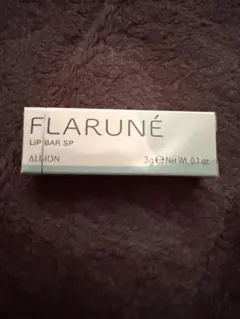 FLARUNÉ
LIP BAR SP
ALBION
3g ℮ Net Wt. 0.1 oz.